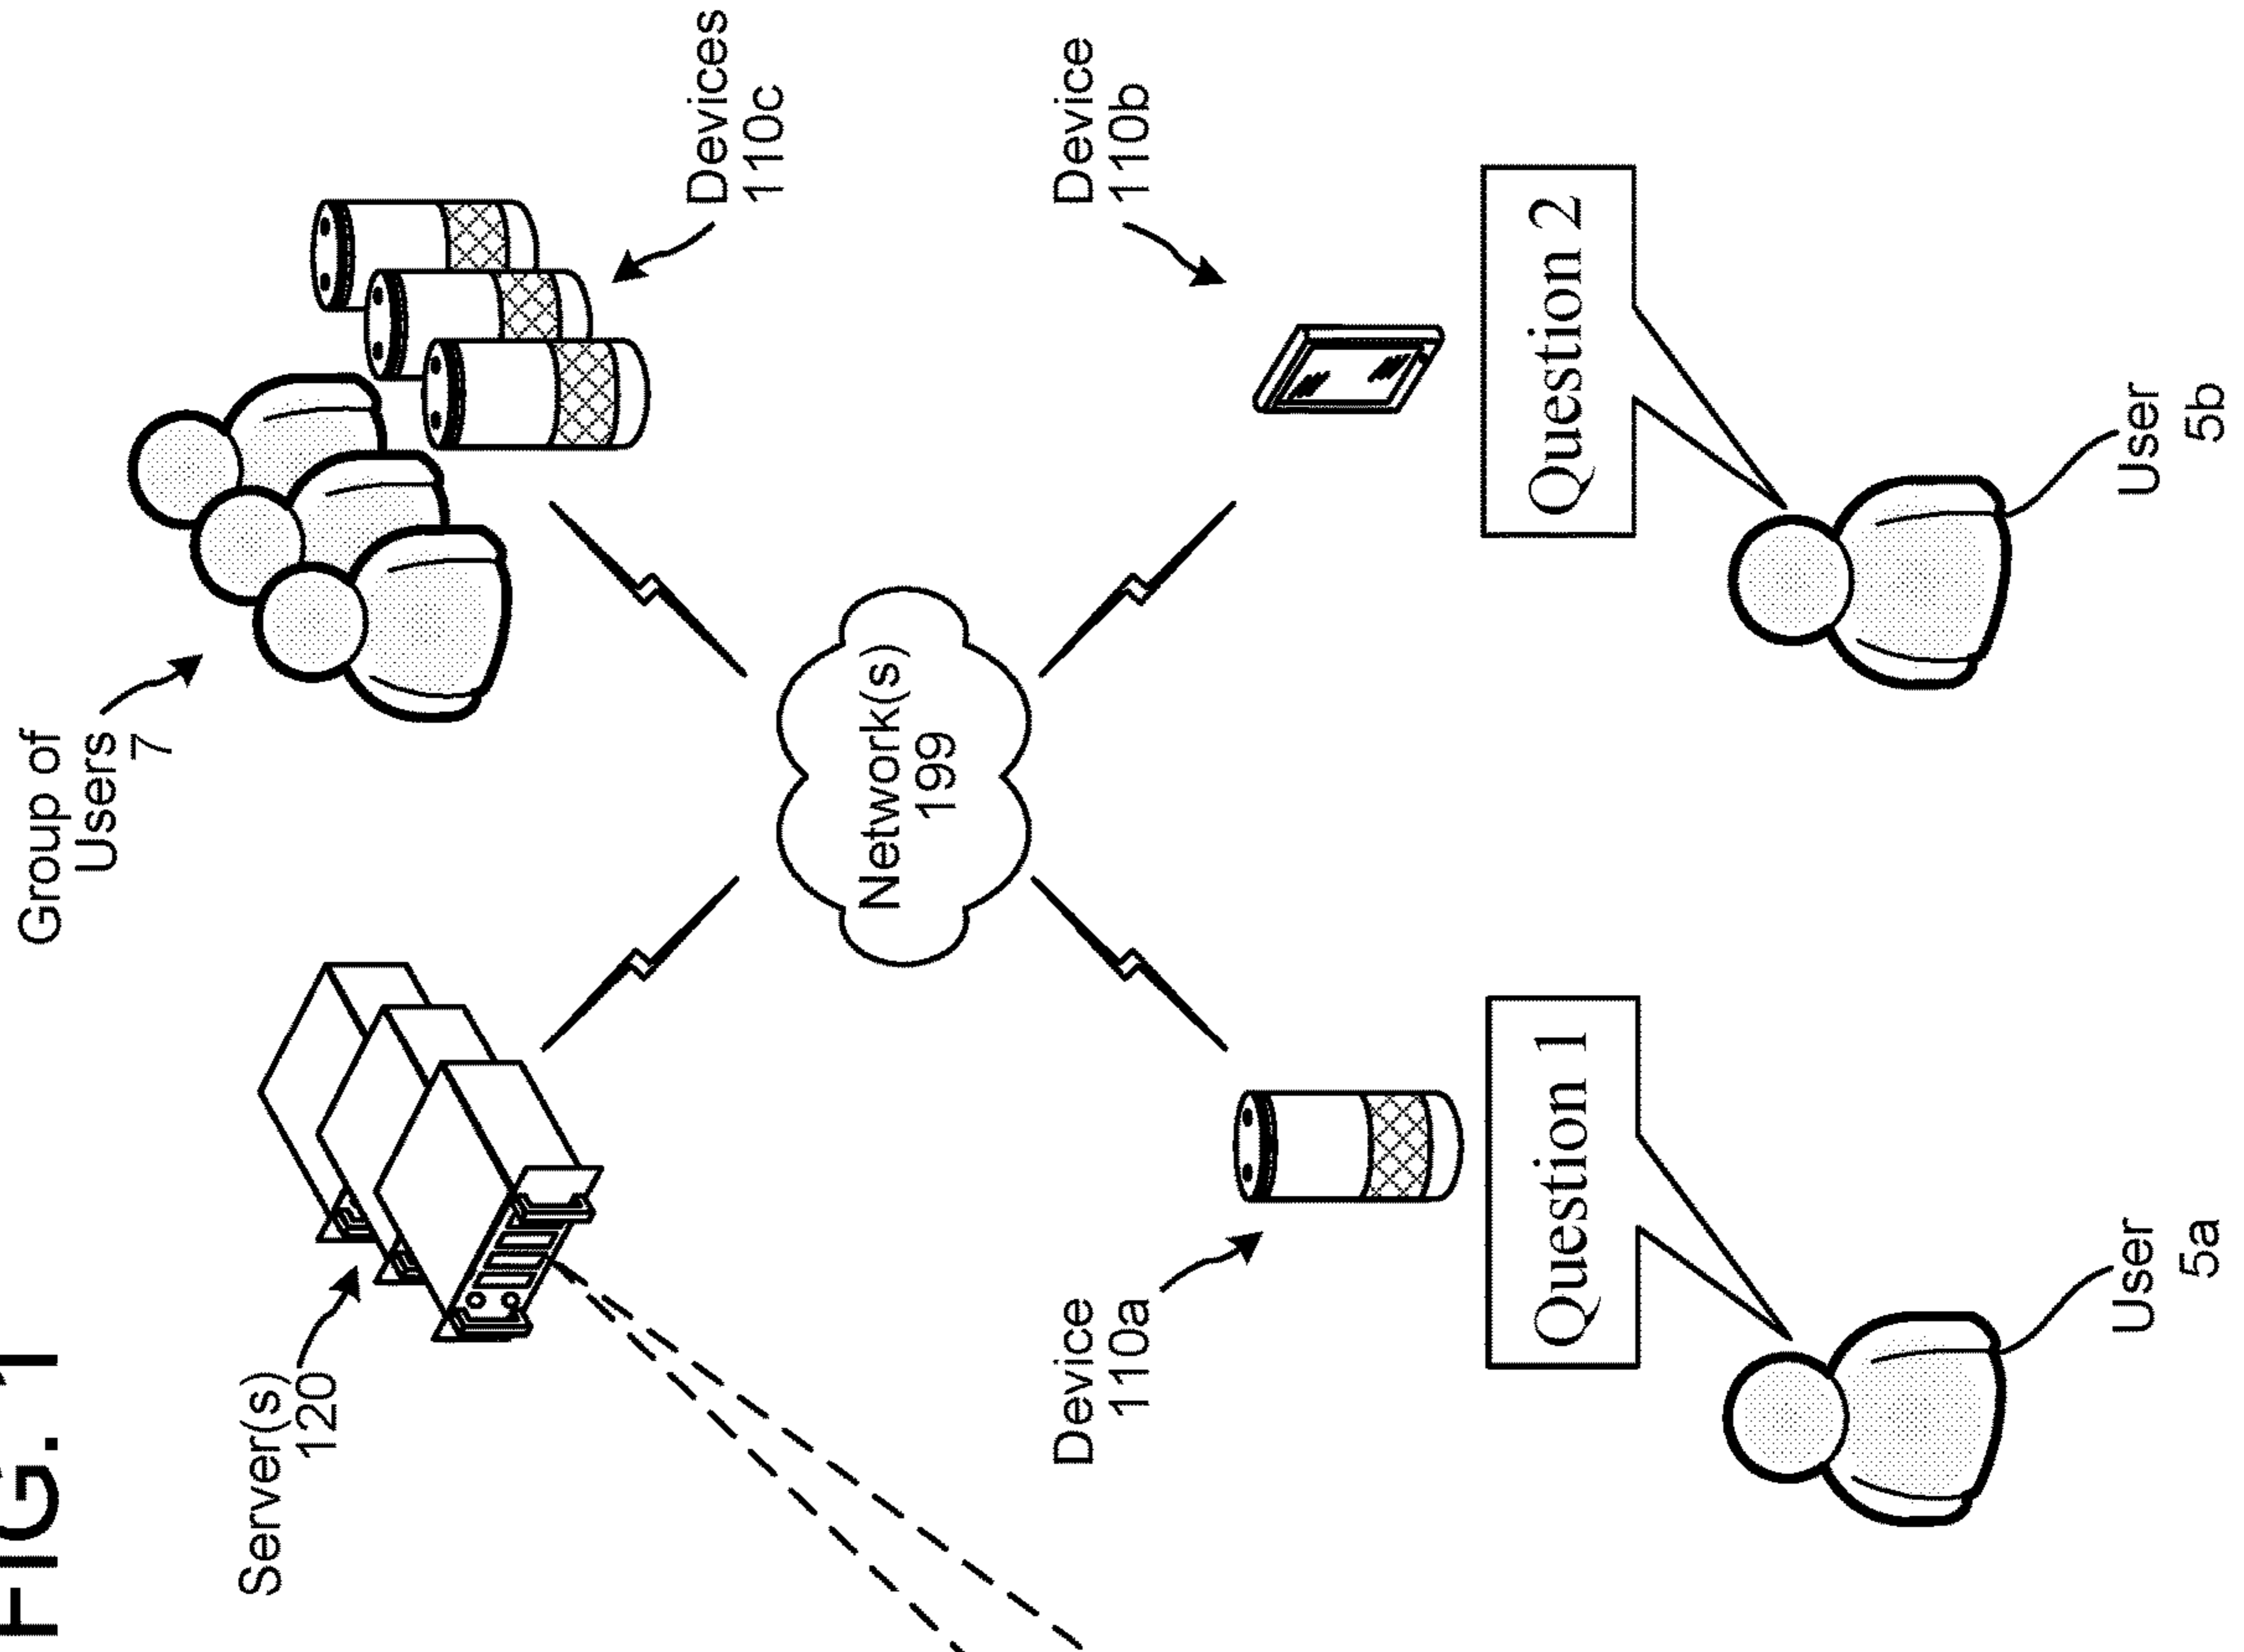 FIG. 1
Group of
Users
7
Server(s)
120
Devices
110c
Network(s)
199
Device
110a
Device
110b
Question 1
Question 2
User
5a
User
5b